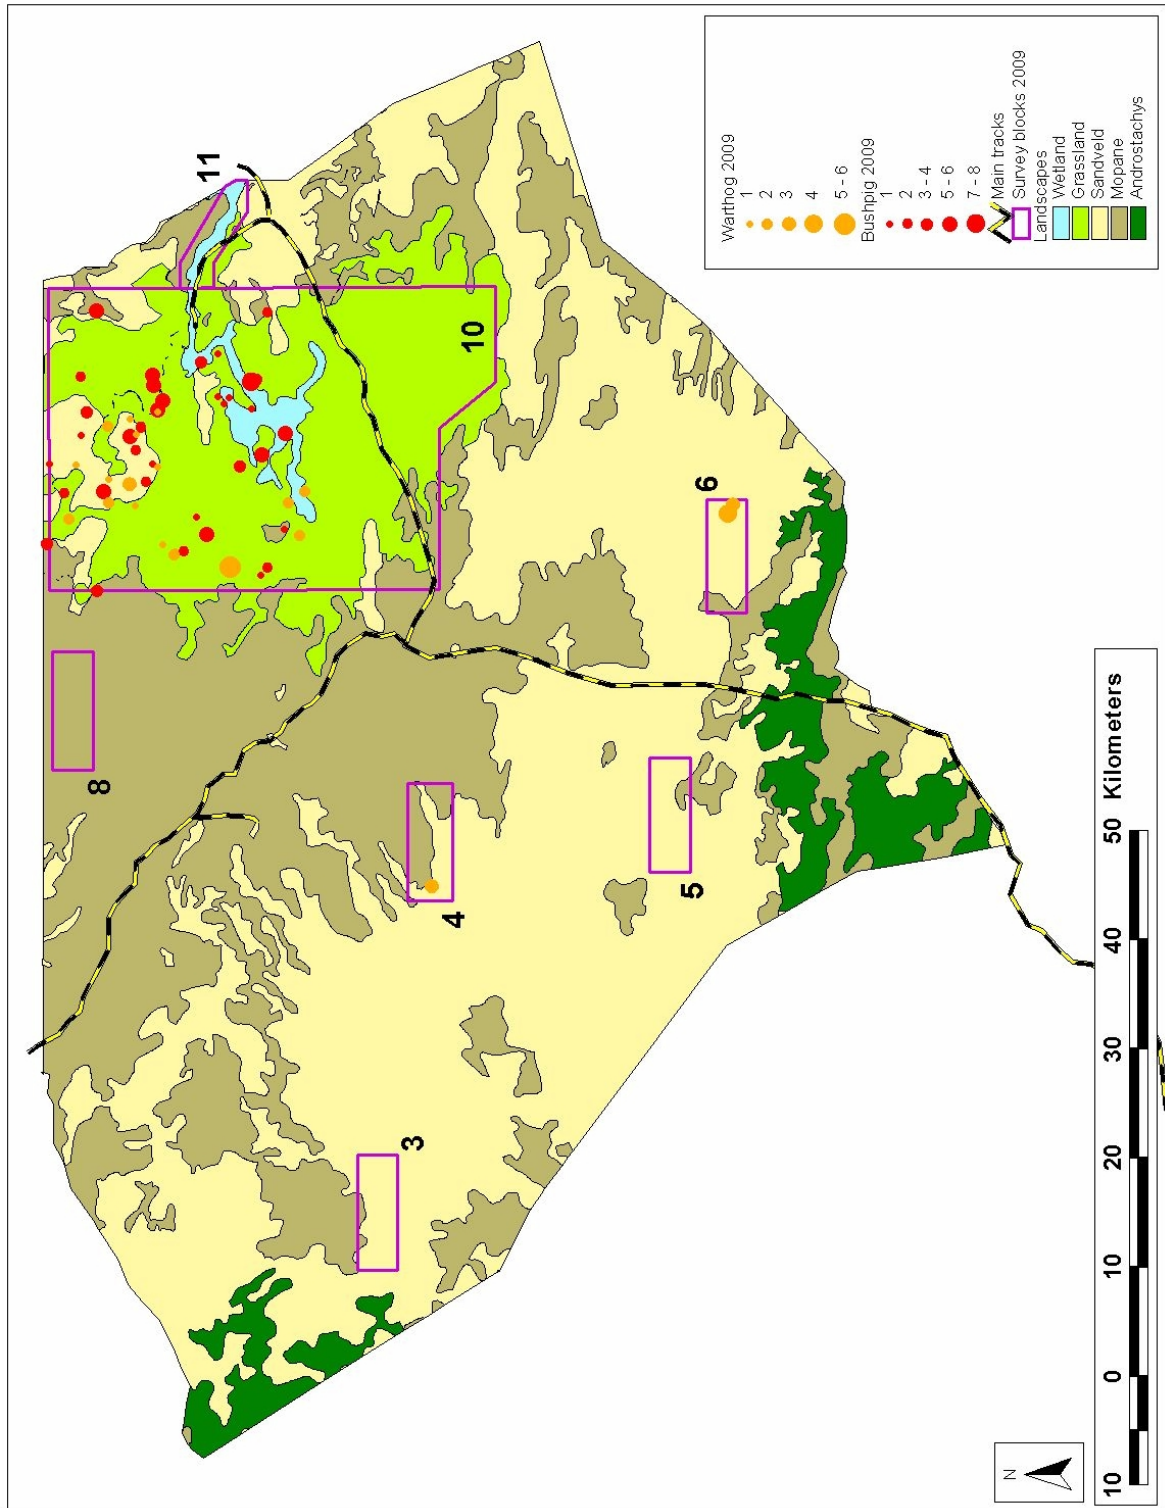 11
10
8
6
4
5
3
Warthog 2009
1
2
3
4
5 - 6
Bushpig 2009
1
2
3 - 4
5 - 6
7 - 8
Main tracks
Survey blocks 2009
Landscapes
Wetland
Grassland
Sandveld
Mopane
Androstachys
N
10 0 10 20 30 40 50 Kilometers